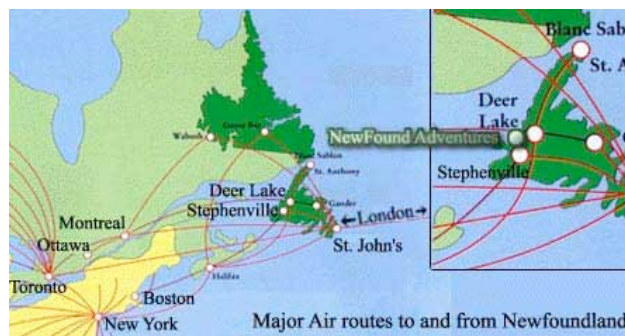 Blanc Sab
St. A
Deer
Lake
NewFound Adventures
Stephenville
Wabush
Goose Bay
Blanc Sablon
St. Anthony
Deer Lake
Gander
Stephenville
← London →
Montreal
Ottawa
St. John's
Toronto
Halifax
Boston
New York
Major Air routes to and from Newfoundland